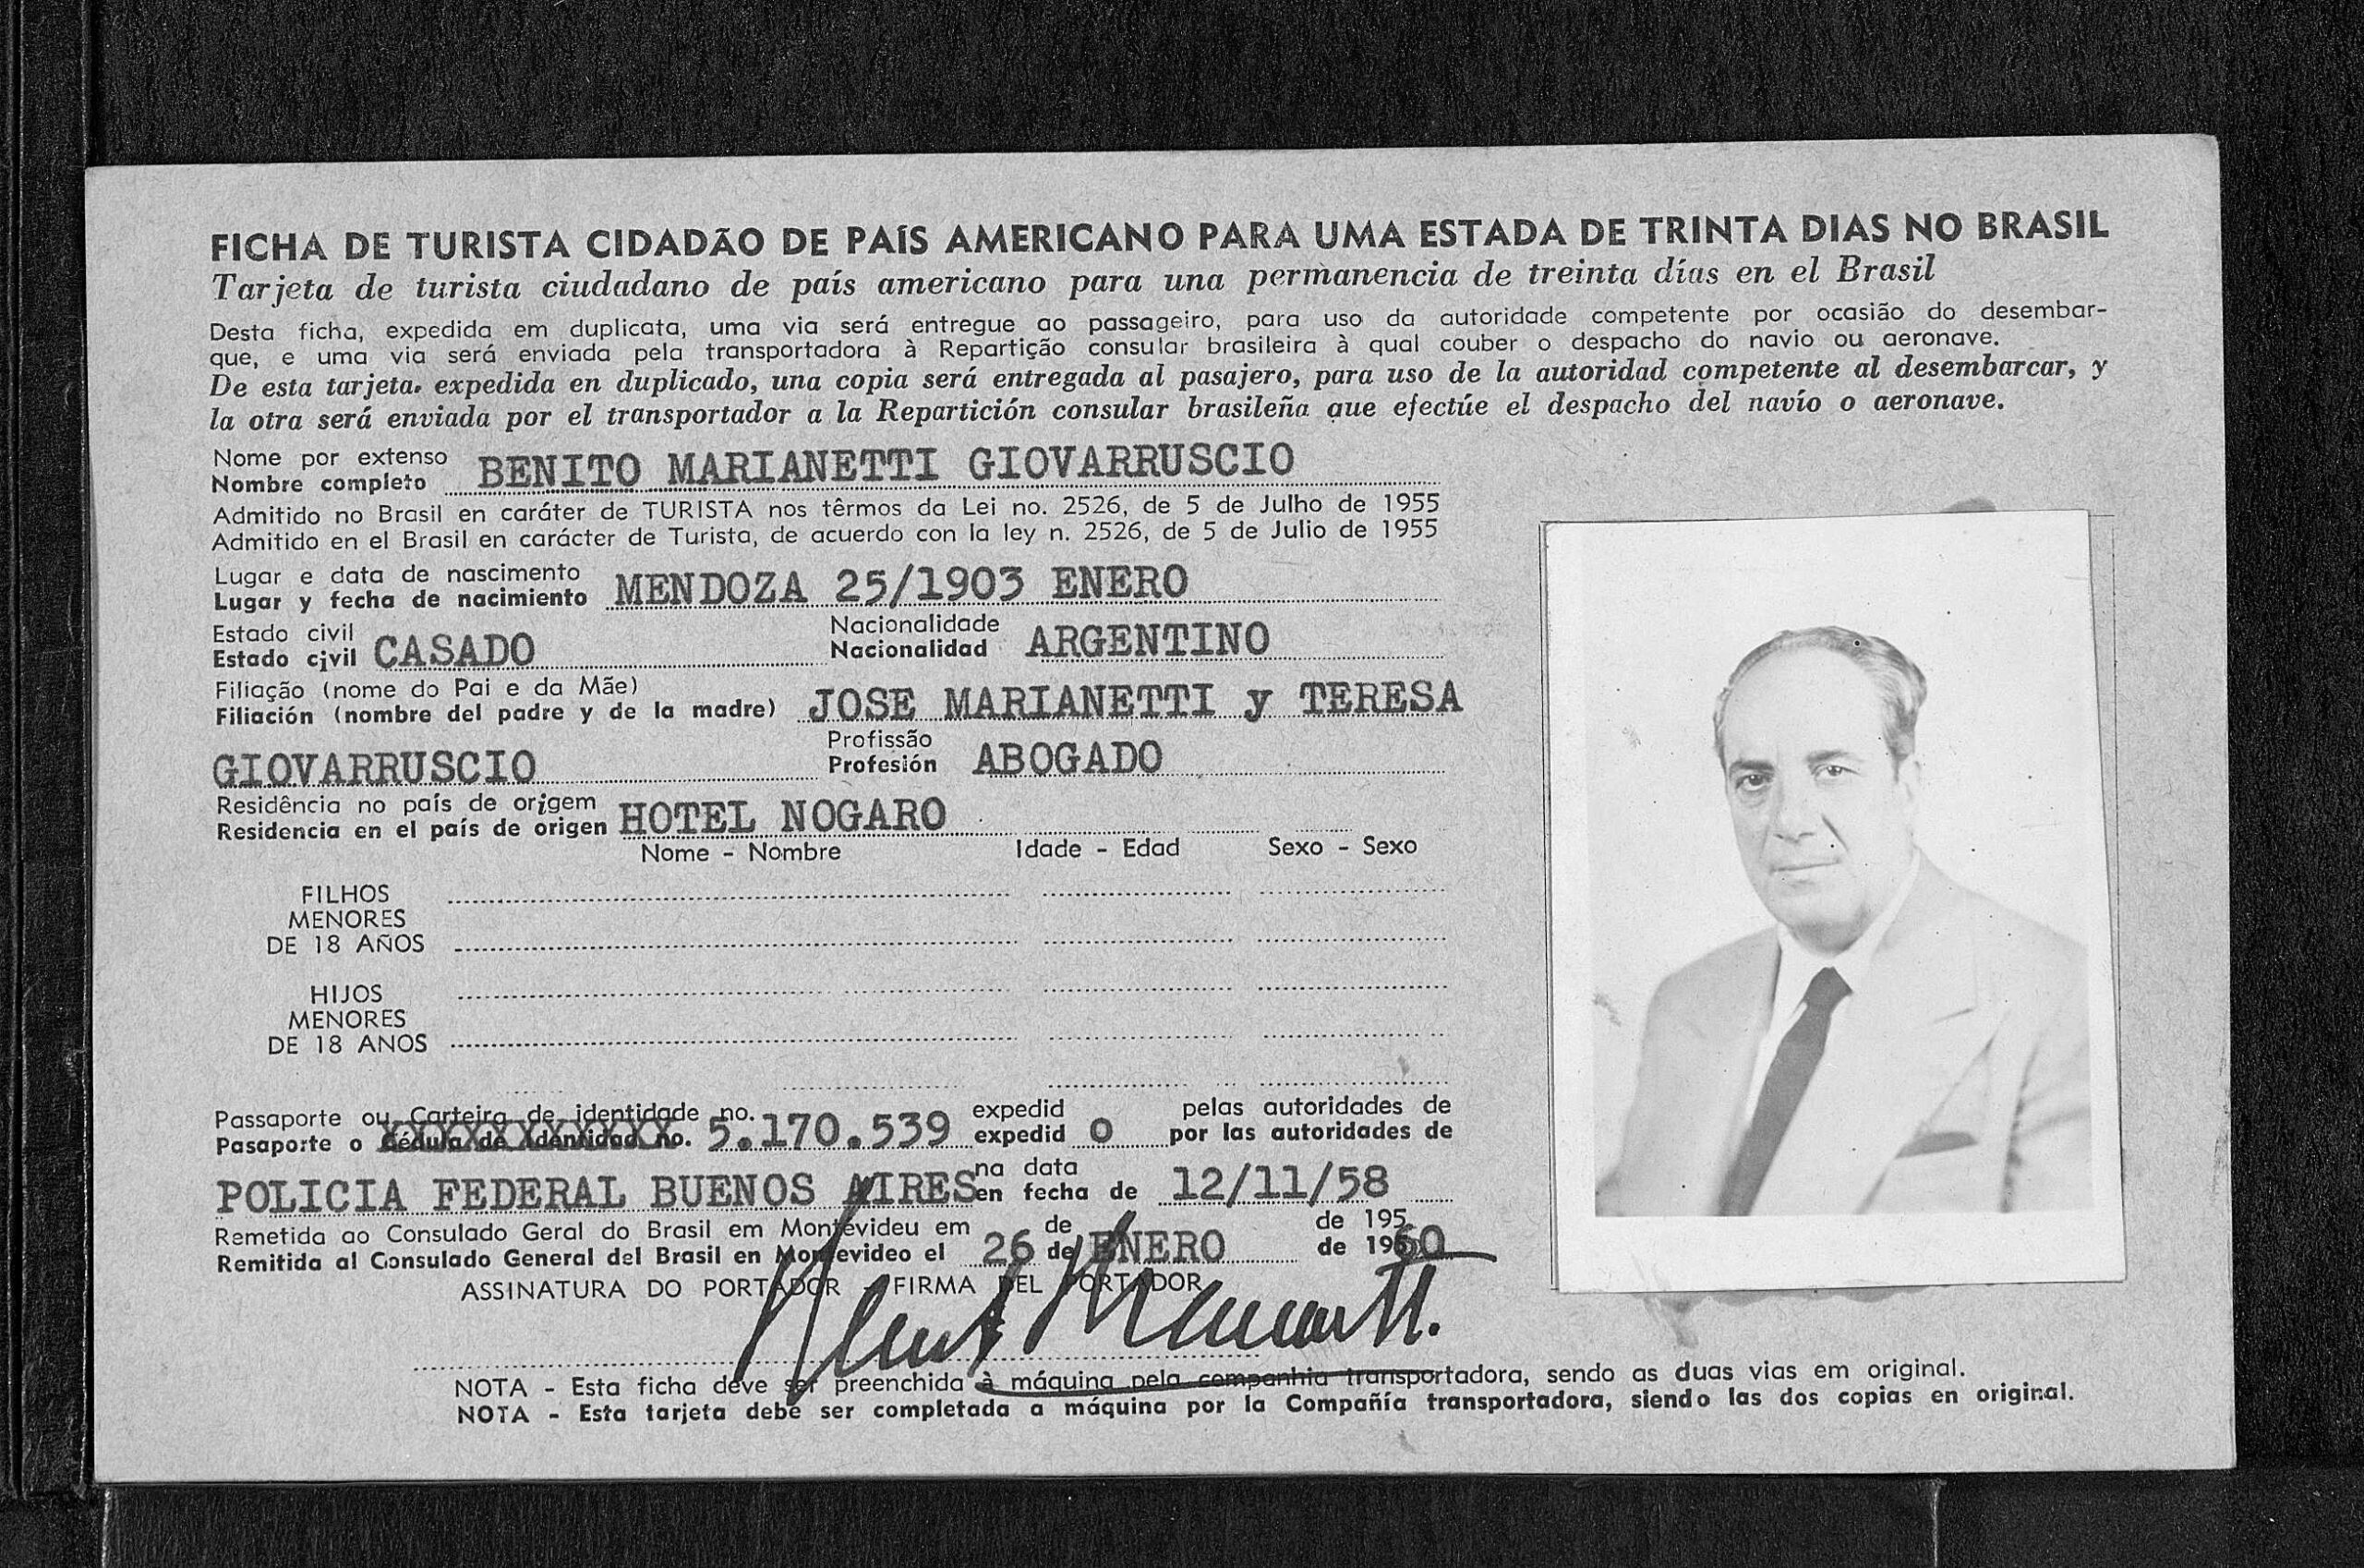 FICHA DE TURISTA CIDADÃO DE PAÍS AMERICANO PARA UMA ESTADA DE TRINTA DIAS NO BRASIL
Tarjeta de turista ciudadano de país americano para una permanencia de treinta días en el Brasil
Desta ficha, expedida em duplicata, uma via será entregue ao passageiro, para uso da autoridade competente por ocasião do desembar-
que, e uma via será enviada pela transportadora à Repartição consular brasileira à qual couber o despacho do navio ou aeronave.
De esta tarjeta. expedida en duplicado, una copia será entregada al pasajero, para uso de la autoridad competente al desembarcar, y
la otra será enviada por el transportador a la Repartición consular brasileña que efectúe el despacho del navío o aeronave.
Nome por extenso
Nombre completo BENITO MARIANETTI GIOVARRUSCIO
Admitido no Brasil en caráter de TURISTA nos têrmos da Lei no. 2526, de 5 de Julho de 1955
Admitido en el Brasil en carácter de Turista, de acuerdo con la ley n. 2526, de 5 de Julio de 1955
Lugar e data de nascimento
Lugar y fecha de nacimiento MENDOZA 25/1903 ENERO
Estado civil Nacionalidade
Estado civil CASADO Nacionalidad ARGENTINO
Filiação (nome do Pai e da Mãe)
Filiación (nombre del padre y de la madre) JOSE MARIANETTI y TERESA
GIOVARRUSCIO Profissão
Profesión ABOGADO
Residência no país de origem
Residencia en el país de origen HOTEL NOGARO
Nome - Nombre Idade - Edad Sexo - Sexo
FILHOS
MENORES
DE 18 AÑOS
HIJOS
MENORES
DE 18 ANOS
Passaporte ou Carteira de identidade no. expedid pelas autoridades de
Pasaporte o Cédula de Identidad no. 5.170.539 expedid o por las autoridades de
POLICIA FEDERAL BUENOS AIRES na data
en fecha de 12/11/58
Remetida ao Consulado Geral do Brasil em Montevideu em de de 195
Remitida al Consulado General del Brasil en Montevideo el 26 de ENERO de 1960
ASSINATURA DO PORTADOR - FIRMA DEL PORTADOR
NOTA - Esta ficha deve ser preenchida à máquina pela companhia transportadora, sendo as duas vias em original.
NOTA - Esta tarjeta debe ser completada a máquina por la Compañía transportadora, siendo las dos copias en original.